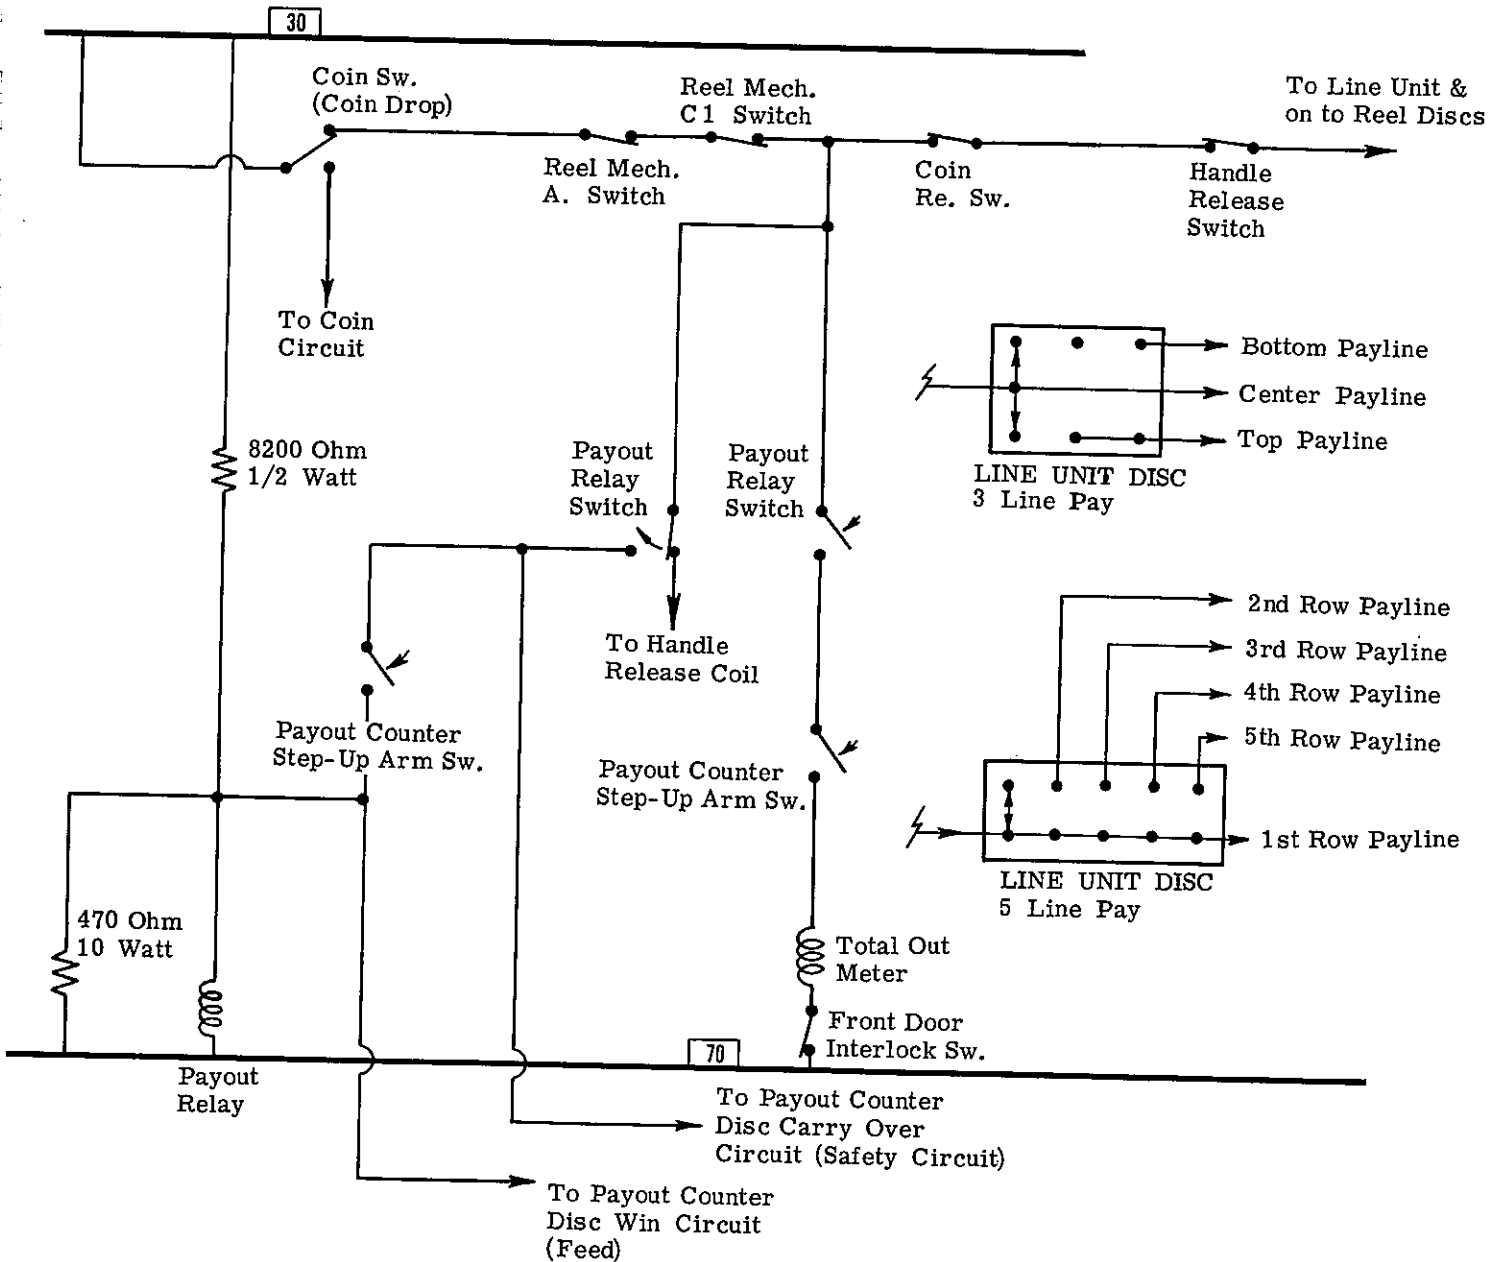 30
Coin Sw.
(Coin Drop)
Reel Mech.
C1 Switch
To Line Unit &
on to Reel Discs
Reel Mech.
A. Switch
Coin
Re. Sw.
Handle
Release
Switch
To Coin
Circuit
Bottom Payline
Center Payline
Top Payline
LINE UNIT DISC
3 Line Pay
8200 Ohm
1/2 Watt
Payout
Relay
Switch
Payout
Relay
Switch
To Handle
Release Coil
2nd Row Payline
3rd Row Payline
4th Row Payline
5th Row Payline
1st Row Payline
LINE UNIT DISC
5 Line Pay
Payout Counter
Step-Up Arm Sw.
Payout Counter
Step-Up Arm Sw.
470 Ohm
10 Watt
Total Out
Meter
Front Door
Interlock Sw.
70
Payout
Relay
To Payout Counter
Disc Carry Over
Circuit (Safety Circuit)
To Payout Counter
Disc Win Circuit
(Feed)